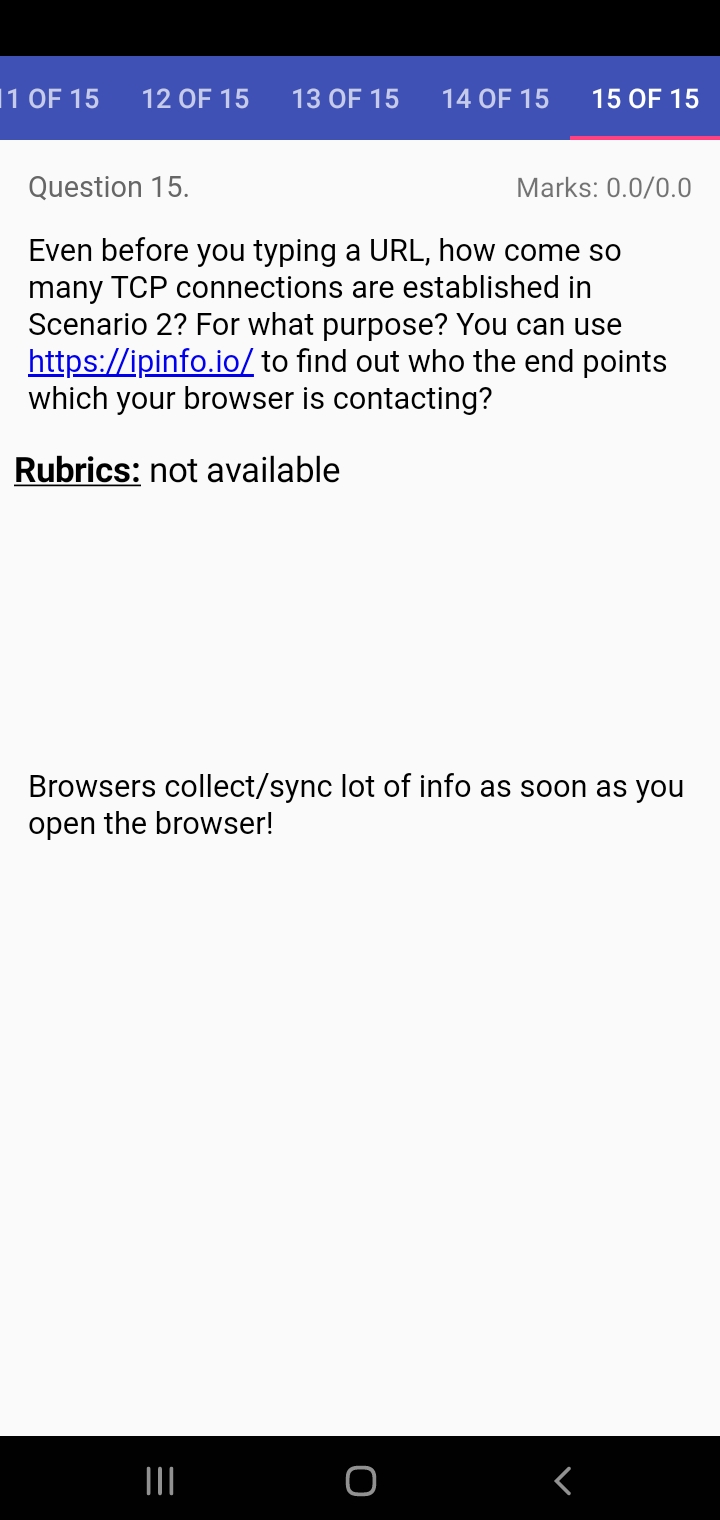 11 OF 15 12 OF 15 13 OF 15 14 OF 15 15 OF 15
Question 15. Marks: 0.0/0.0
Even before you typing a URL, how come so
many TCP connections are established in
Scenario 2? For what purpose? You can use
https://ipinfo.io/ to find out who the end points
which your browser is contacting?
Rubrics: not available
Browsers collect/sync lot of info as soon as you
open the browser!